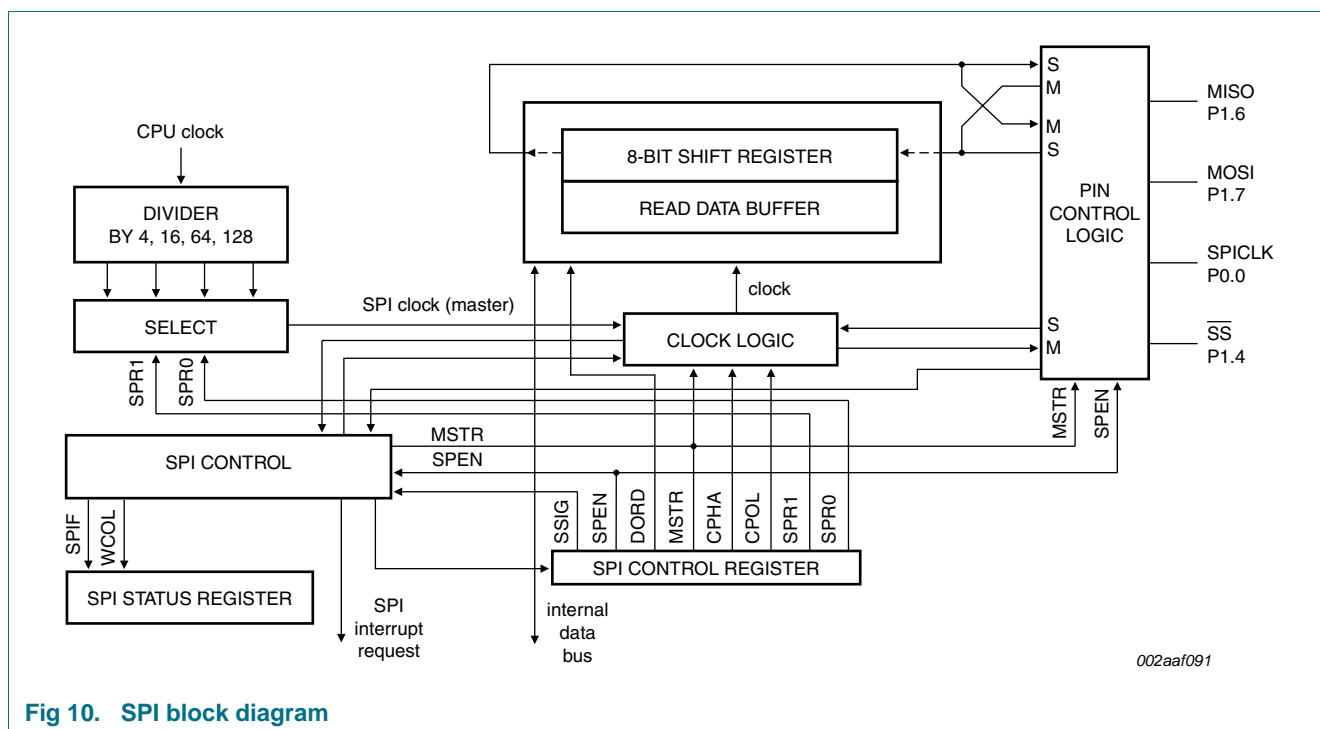 CPU clock
DIVIDER
BY 4, 16, 64, 128
SELECT
SPR1
SPR0
SPI clock (master)
8-BIT SHIFT REGISTER
READ DATA BUFFER
clock
CLOCK LOGIC
S
M
M
S
PIN
CONTROL
LOGIC
S
M
MISO
P1.6
MOSI
P1.7
SPICLK
P0.0
SS
P1.4
MSTR
SPEN
SPI CONTROL
MSTR
SPEN
SPIF
WCOL
SPI STATUS REGISTER
SPI
interrupt
request
SSIG
SPEN
DORD
MSTR
CPHA
CPOL
SPR1
SPR0
SPI CONTROL REGISTER
internal
data
bus
002aaf091
Fig 10. SPI block diagram